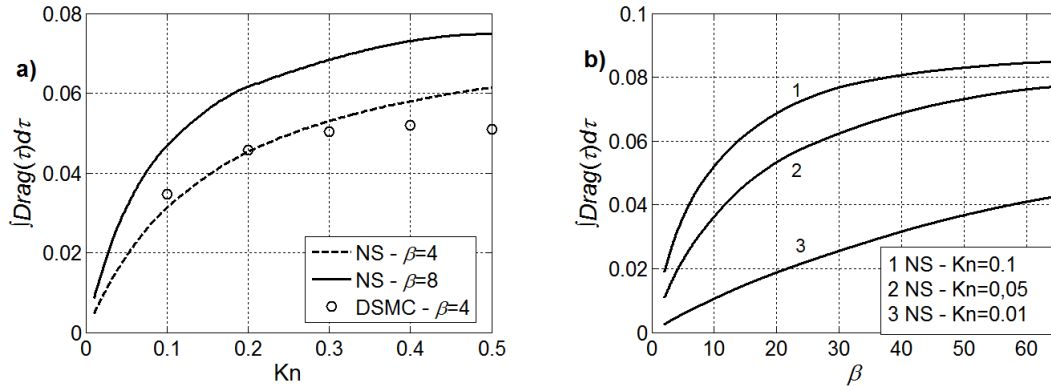 a)
∫Drag(τ)dτ
0.08
0.06
0.04
0.02
0
0 0.1 0.2 0.3 0.4 0.5
Kn
NS - β=4
NS - β=8
DSMC - β=4
b)
∫Drag(τ)dτ
0.1
0.08
0.06
0.04
0.02
0
0 10 20 30 40 50 60
β
1
2
3
1 NS - Kn=0.1
2 NS - Kn=0,05
3 NS - Kn=0.01